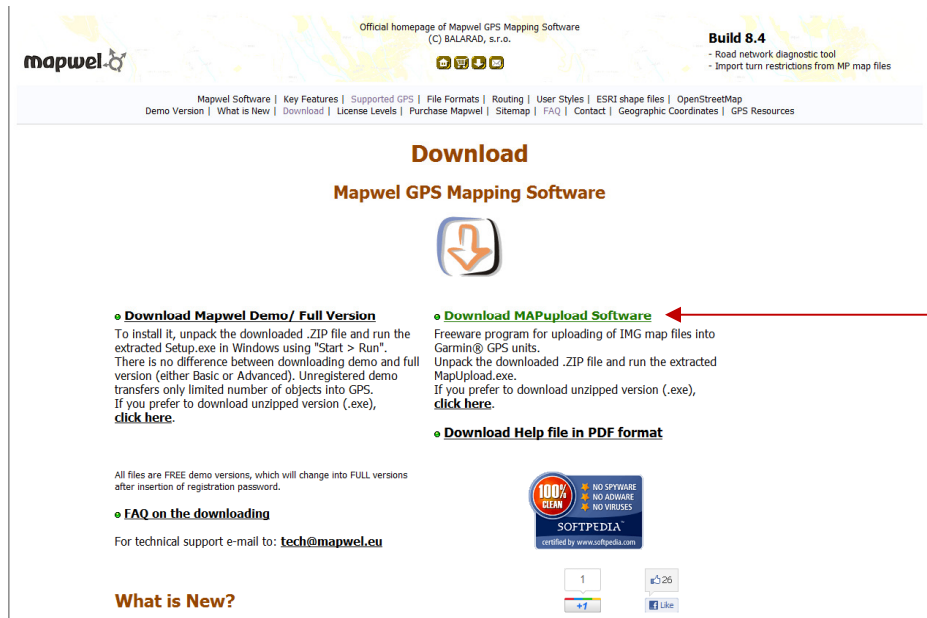 Official homepage of Mapwel GPS Mapping Software
(C) BALARAD, s.r.o.
mapwel
Build 8.4
- Road network diagnostic tool
- Import turn restrictions from MP map files
Mapwel Software | Key Features | Supported GPS | File Formats | Routing | User Styles | ESRI shape files | OpenStreetMap
Demo Version | What is New | Download | License Levels | Purchase Mapwel | Sitemap | FAQ | Contact | Geographic Coordinates | GPS Resources
Download
Mapwel GPS Mapping Software
Download Mapwel Demo/ Full Version
To install it, unpack the downloaded .ZIP file and run the
extracted Setup.exe in Windows using "Start > Run".
There is no difference between downloading demo and full
version (either Basic or Advanced). Unregistered demo
transfers only limited number of objects into GPS.
If you prefer to download unzipped version (.exe),
click here.
Download MAPupload Software
Freeware program for uploading of IMG map files into
Garmin® GPS units.
Unpack the downloaded .ZIP file and run the extracted
MapUpload.exe.
If you prefer to download unzipped version (.exe),
click here.
Download Help file in PDF format
All files are FREE demo versions, which will change into FULL versions
after insertion of registration password.
FAQ on the downloading
For technical support e-mail to: tech@mapwel.eu
100%
CLEAN
NO SPYWARE
NO ADWARE
NO VIRUSES
SOFTPEDIA™
certified by www.softpedia.com
1
+1
26
Like
What is New?